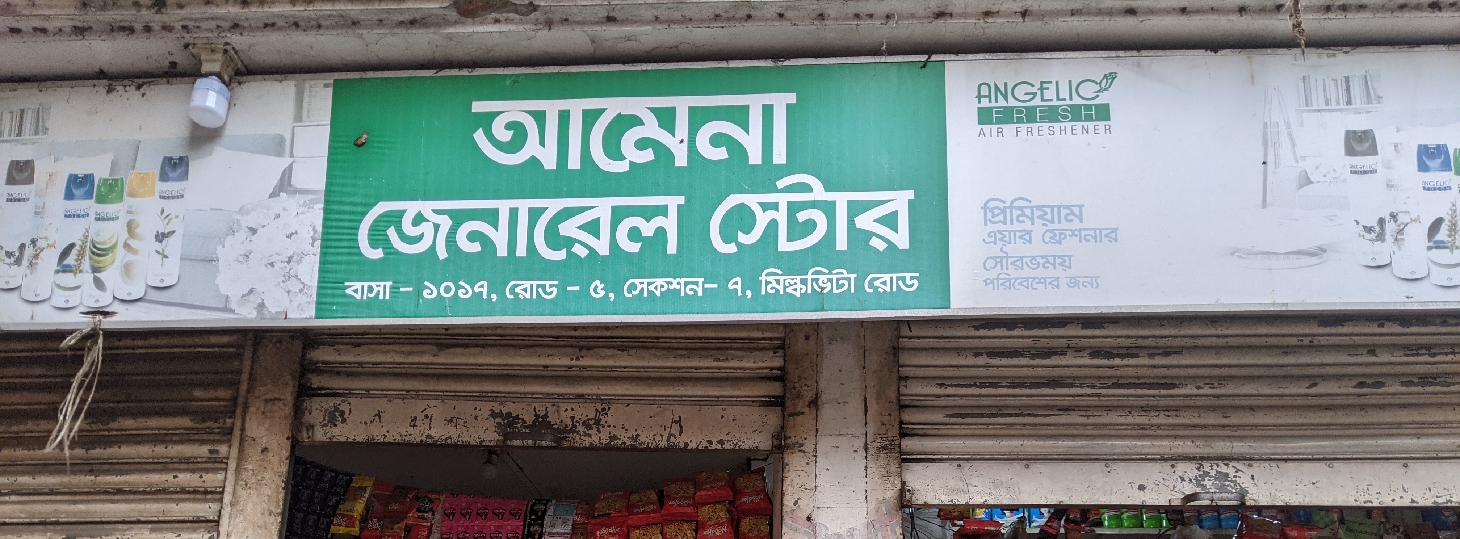 আমেনা
জেনারেল স্টোর
বাসা – ১০১৭, রোড – ৫, সেকশন– ৭, মিল্কভিটা রোড
ANGELIC
FRESH
AIR FRESHENER
প্রিমিয়াম
এয়ার ফ্রেশনার
সৌরভময়
পরিবেশের জন্য